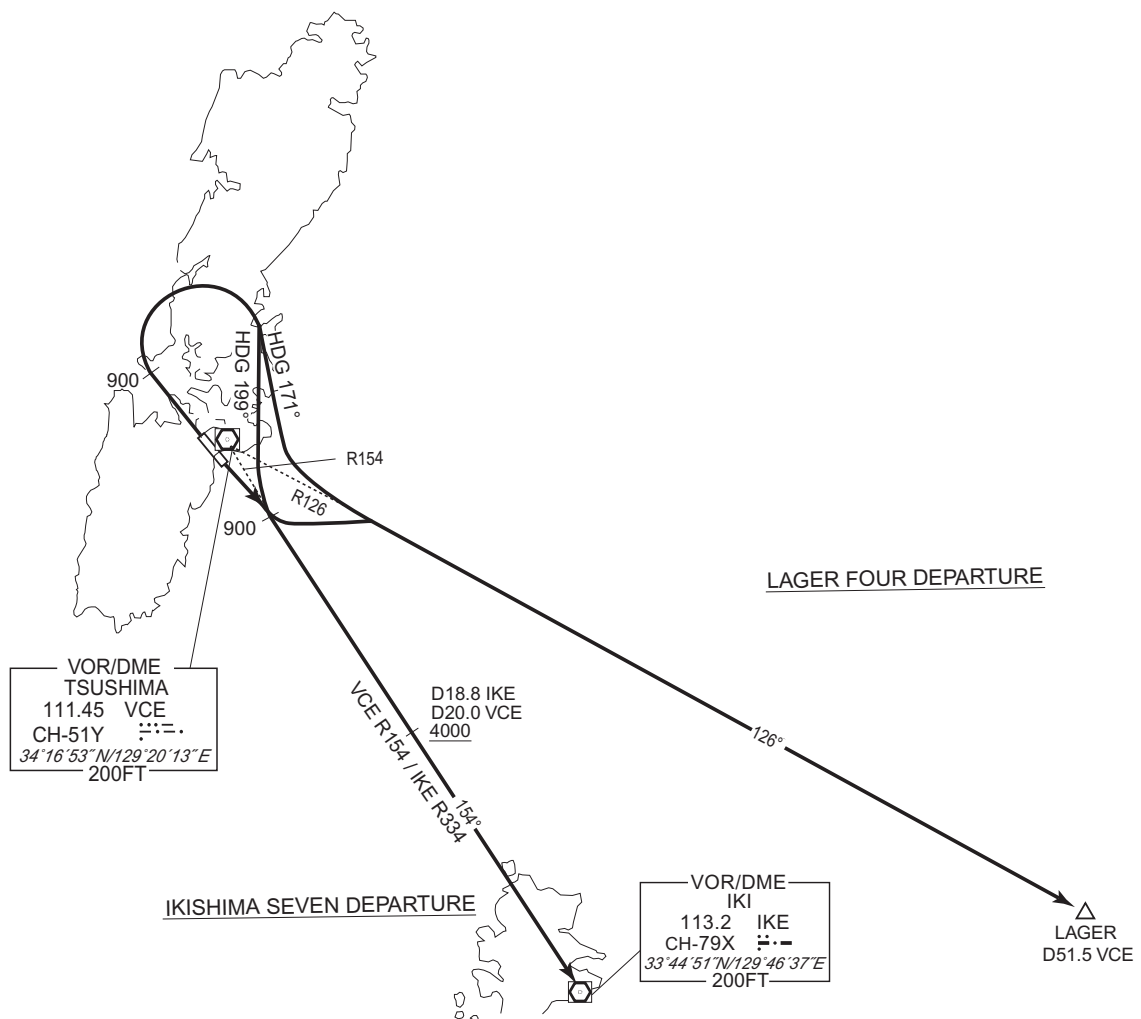 HDG 199°
HDG 171°
900
R154
R126
900
LAGER FOUR DEPARTURE
VOR/DME
TSUSHIMA
111.45 VCE
CH-51Y
34°16´53˝N/129°20´13˝E
200FT
D18.8 IKE
D20.0 VCE
4000
VCE R154 / IKE R334
154°
126°
IKISHIMA SEVEN DEPARTURE
VOR/DME
IKI
113.2 IKE
CH-79X
33°44´51˝N/129°46´37˝E
200FT
LAGER
D51.5 VCE